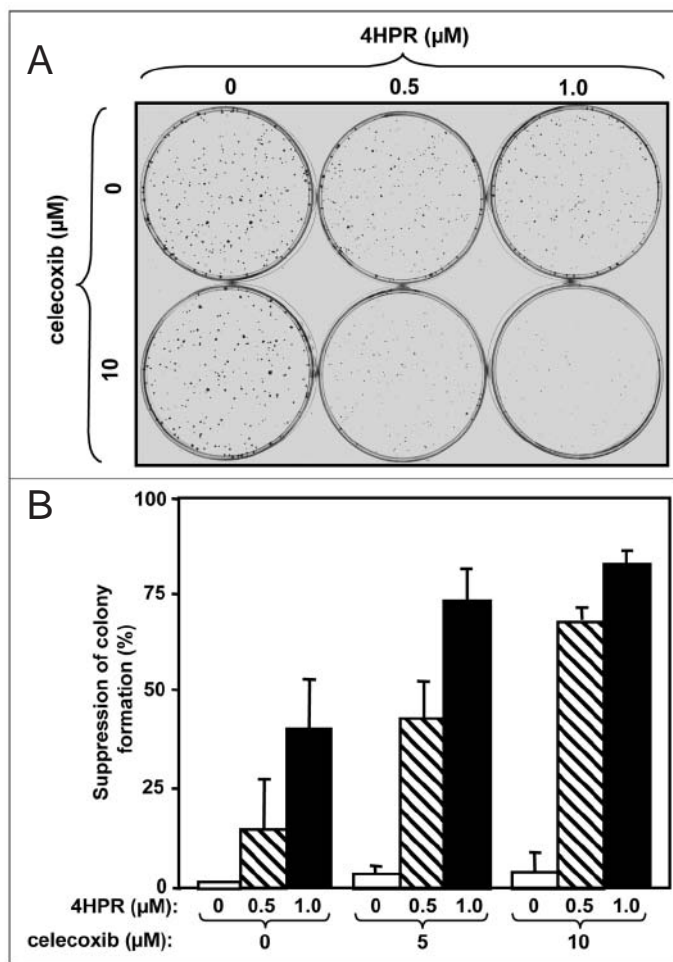 A
4HPR (µM)
0 0.5 1.0
celecoxib (µM)
0
10
B
100
75
50
25
0
Suppression of colony
formation (%)
4HPR (µM): 0 0.5 1.0 0 0.5 1.0 0 0.5 1.0
celecoxib (µM): 0 5 10